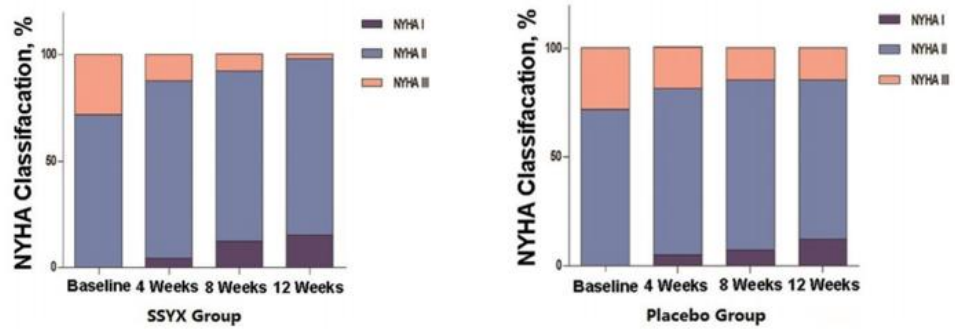 NYHA Classifacation, %
100
50
0
NYHA I
NYHA II
NYHA III
Baseline 4 Weeks 8 Weeks 12 Weeks
SSYX Group
NYHA Classifacation, %
100
50
0
NYHA I
NYHA II
NYHA III
Baseline 4 Weeks 8 Weeks 12 Weeks
Placebo Group